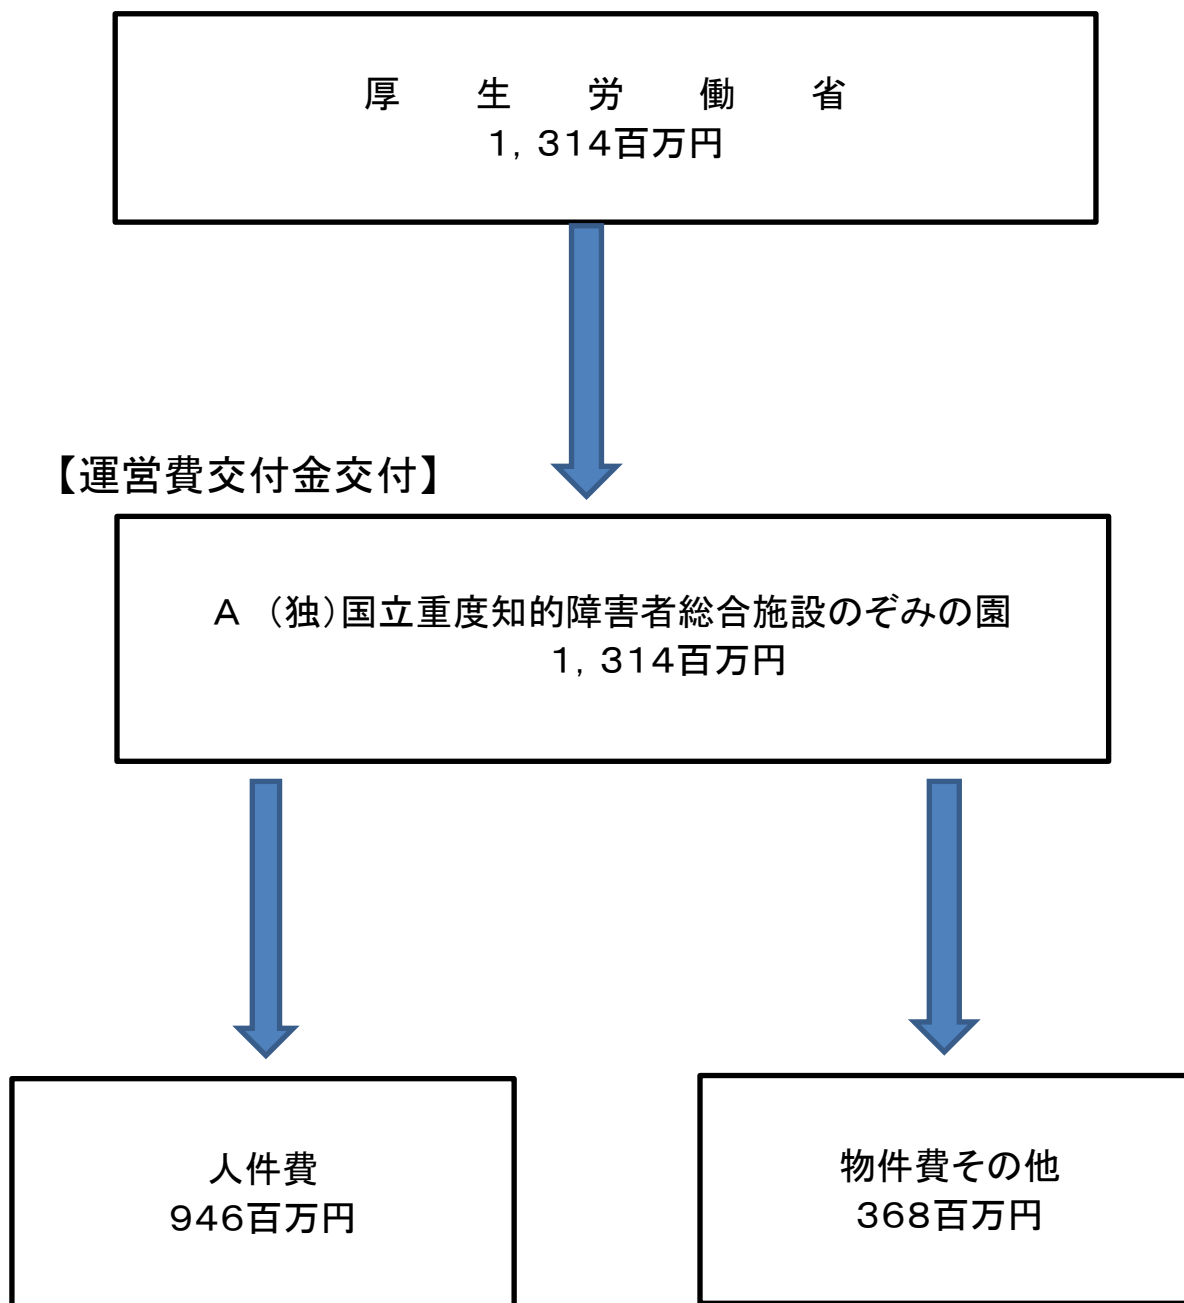 厚　生　労　働　省
１，３１４百万円
【運営費交付金交付】
Ａ　（独）国立重度知的障害者総合施設のぞみの園
１，３１４百万円
人件費
９４６百万円
物件費その他
３６８百万円